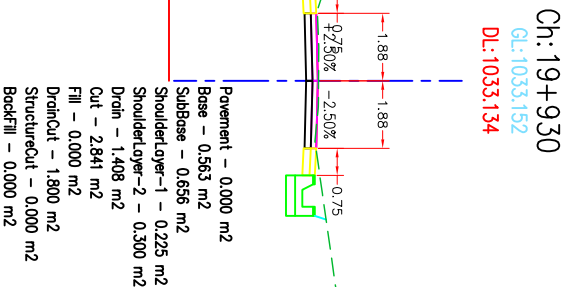 Ch: 19+930
GL:1033.152
DL:1033.134
1.88
1.88
0.75
0.75
+2.50%
-2.50%
Pavement - 0.000 m2
Base - 0.563 m2
SubBase - 0.656 m2
ShoulderLayer-1 - 0.225 m2
ShoulderLayer-2 - 0.300 m2
Drain - 1.408 m2
Cut - 2.841 m2
Fill - 0.000 m2
DrainCut - 1.800 m2
StructureCut - 0.000 m2
BackFill - 0.000 m2